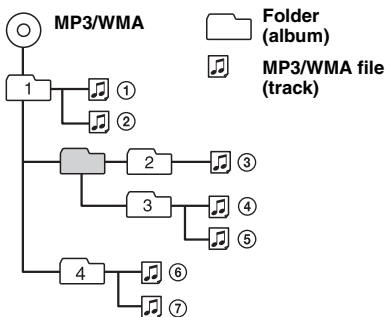 MP3/WMA
Folder
(album)
MP3/WMA file
(track)
1
①
②
2
③
3
④
⑤
4
⑥
⑦